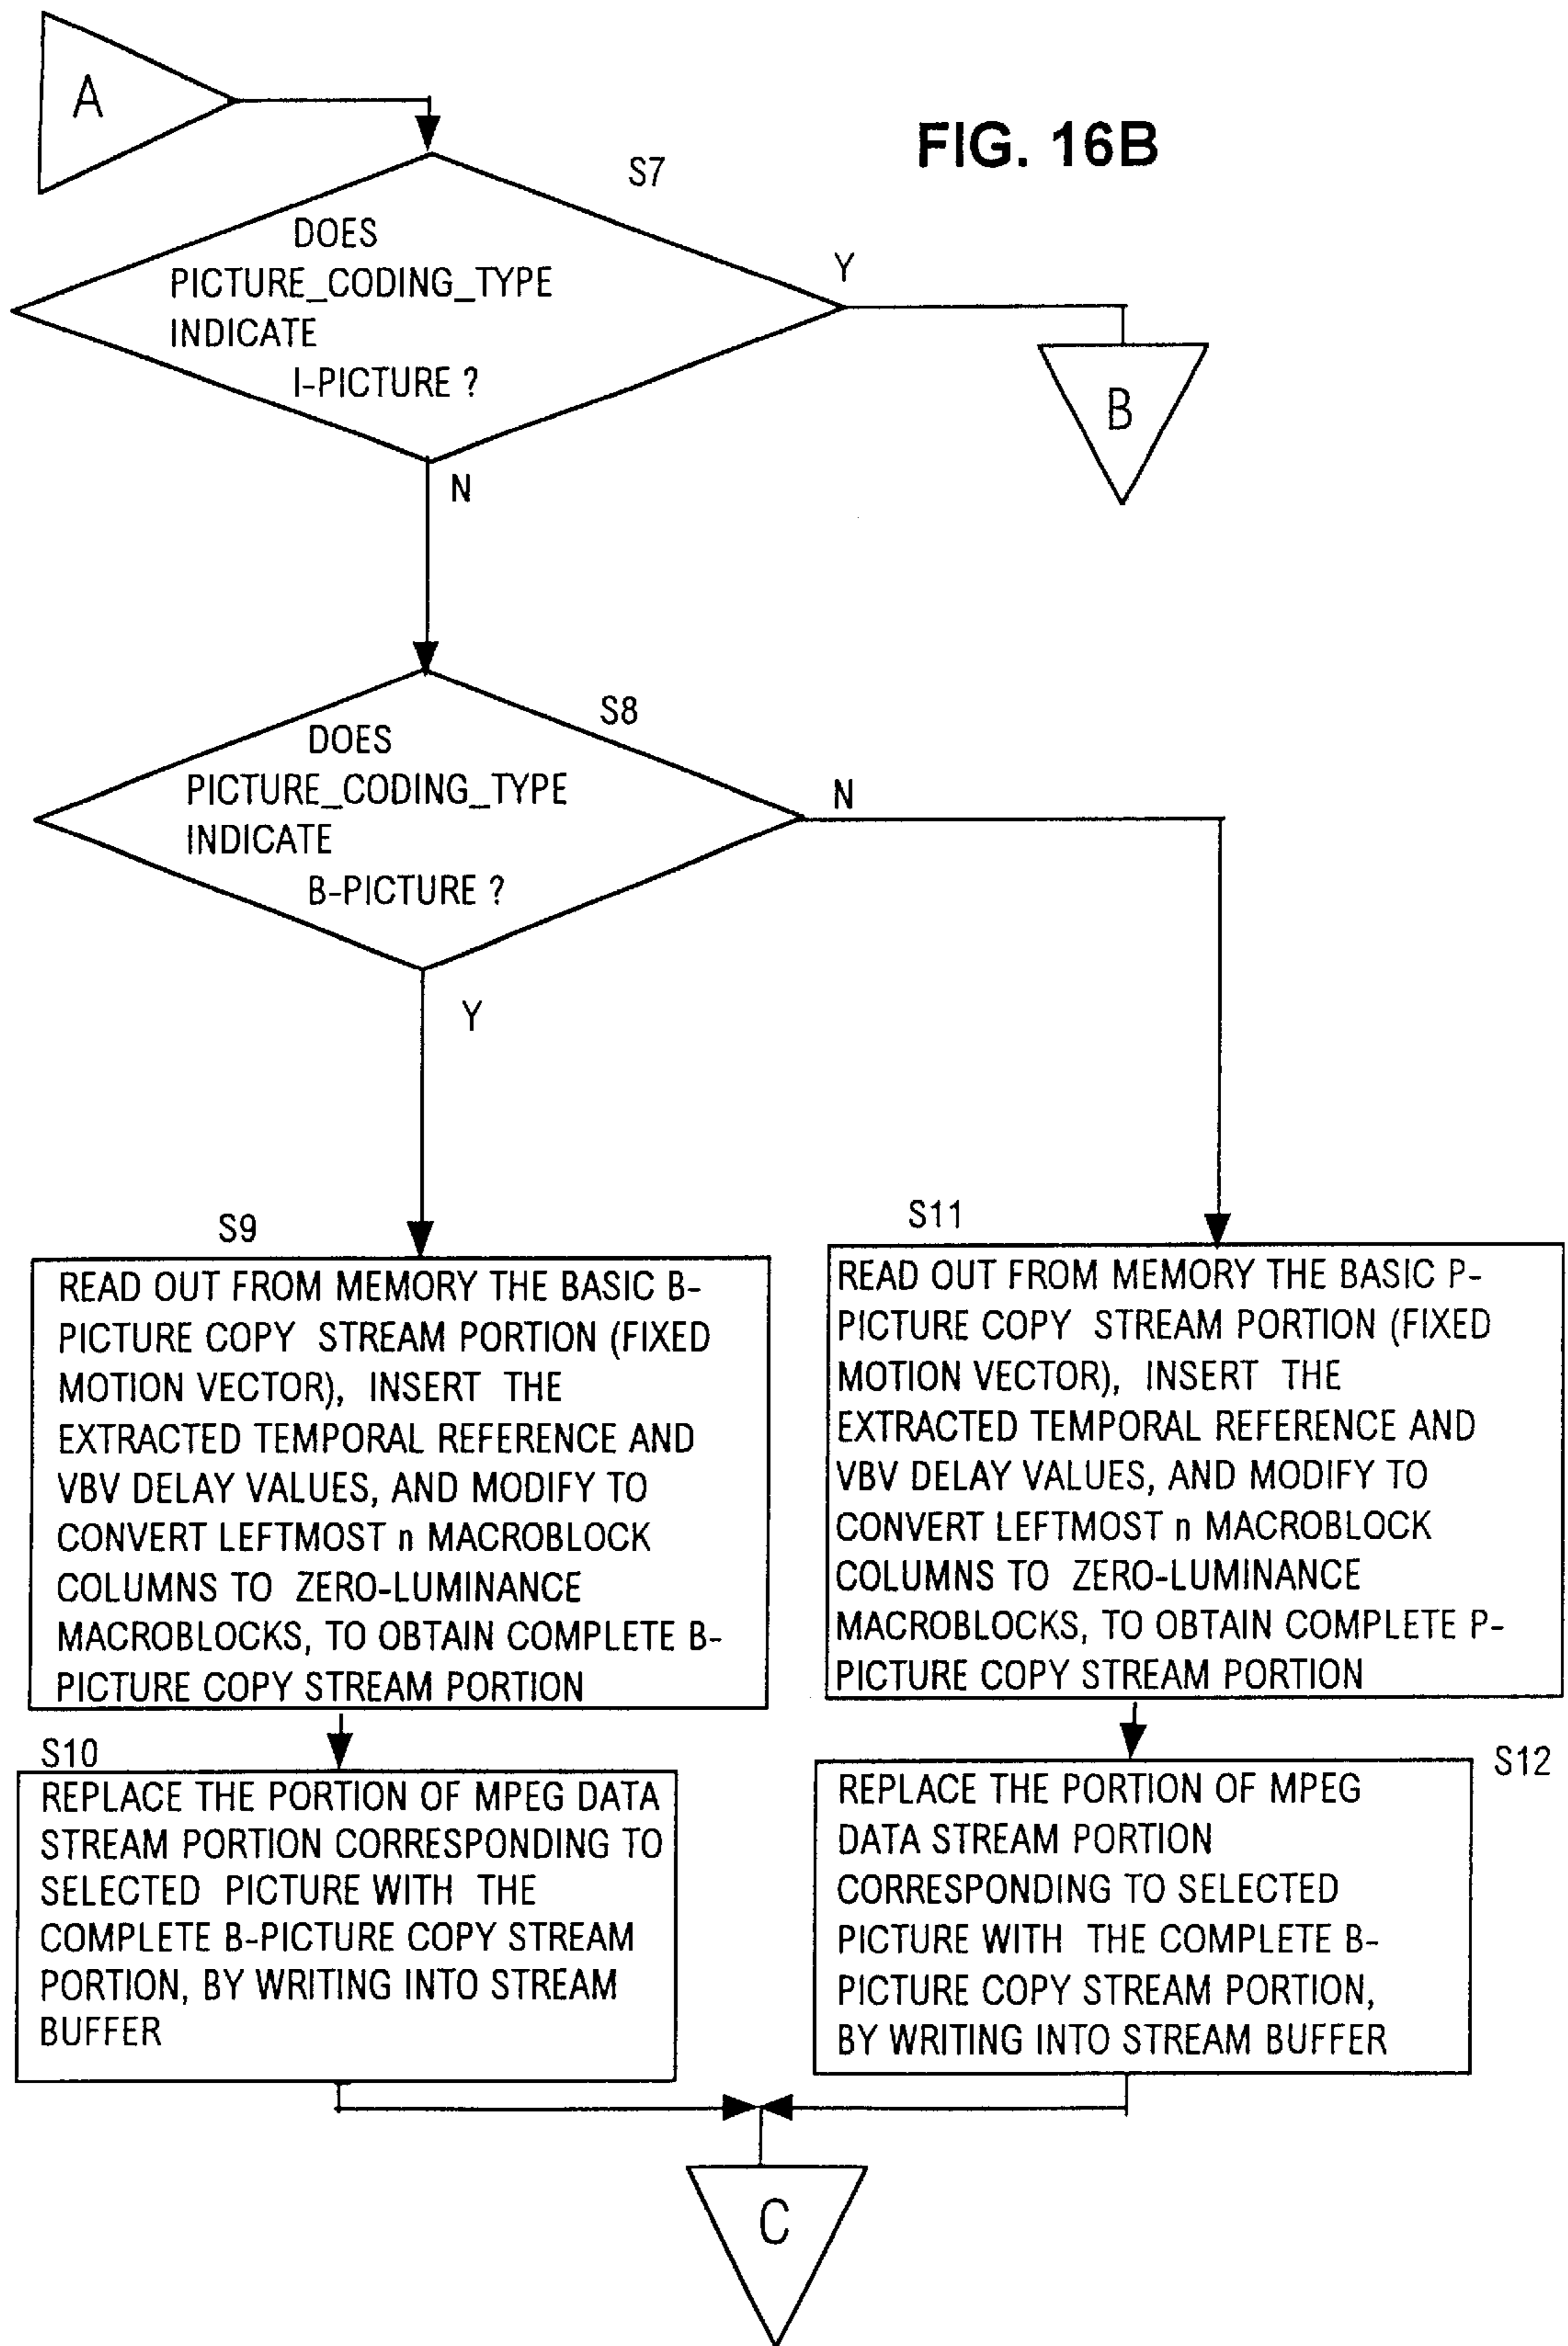 A
FIG. 16B
S7
DOES
PICTURE_CODING_TYPE
INDICATE
I-PICTURE ?
Y
B
N
S8
DOES
PICTURE_CODING_TYPE
INDICATE
B-PICTURE ?
N
Y
S9
READ OUT FROM MEMORY THE BASIC B-
PICTURE COPY STREAM PORTION (FIXED
MOTION VECTOR), INSERT THE
EXTRACTED TEMPORAL REFERENCE AND
VBV DELAY VALUES, AND MODIFY TO
CONVERT LEFTMOST n MACROBLOCK
COLUMNS TO ZERO-LUMINANCE
MACROBLOCKS, TO OBTAIN COMPLETE B-
PICTURE COPY STREAM PORTION
S11
READ OUT FROM MEMORY THE BASIC P-
PICTURE COPY STREAM PORTION (FIXED
MOTION VECTOR), INSERT THE
EXTRACTED TEMPORAL REFERENCE AND
VBV DELAY VALUES, AND MODIFY TO
CONVERT LEFTMOST n MACROBLOCK
COLUMNS TO ZERO-LUMINANCE
MACROBLOCKS, TO OBTAIN COMPLETE P-
PICTURE COPY STREAM PORTION
S10
REPLACE THE PORTION OF MPEG DATA
STREAM PORTION CORRESPONDING TO
SELECTED PICTURE WITH THE
COMPLETE B-PICTURE COPY STREAM
PORTION, BY WRITING INTO STREAM
BUFFER
S12
REPLACE THE PORTION OF MPEG
DATA STREAM PORTION
CORRESPONDING TO SELECTED
PICTURE WITH THE COMPLETE B-
PICTURE COPY STREAM PORTION,
BY WRITING INTO STREAM BUFFER
C